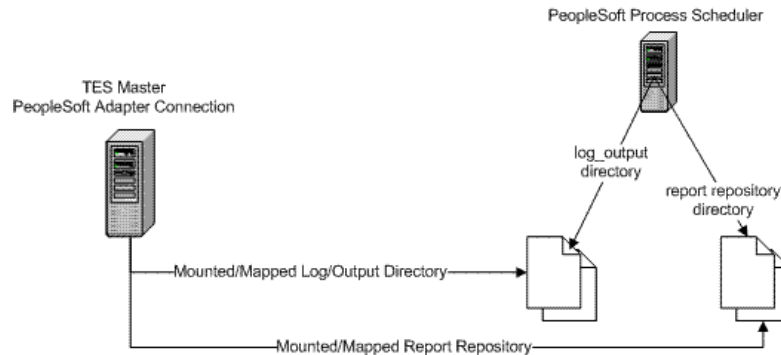 PeopleSoft Process Scheduler
TES Master
PeopleSoft Adapter Connection
log_output
directory
report repository
directory
Mounted/Mapped Log/Output Directory
Mounted/Mapped Report Repository